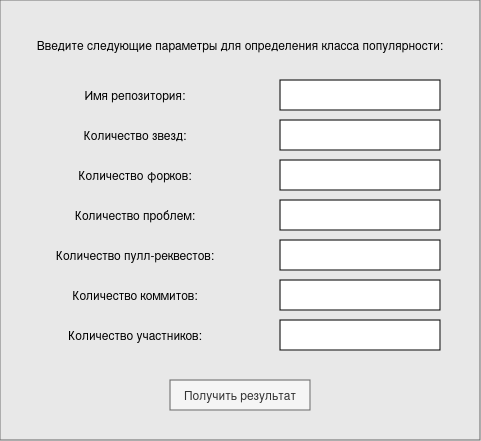 Введите следующие параметры для определения класса популярности:
Имя репозитория:
Количество звезд:
Количество форков:
Количество проблем:
Количество пулл-реквестов:
Количество коммитов:
Количество участников:
Получить результат